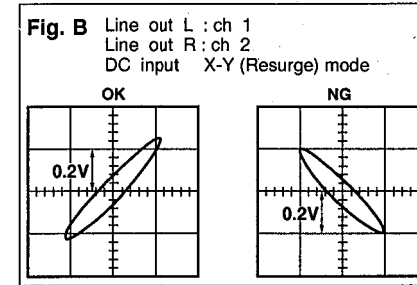 Fig. B Line out L : ch 1
Line out R : ch 2
DC input X-Y (Resurge) mode
OK NG
0.2V
0.2V